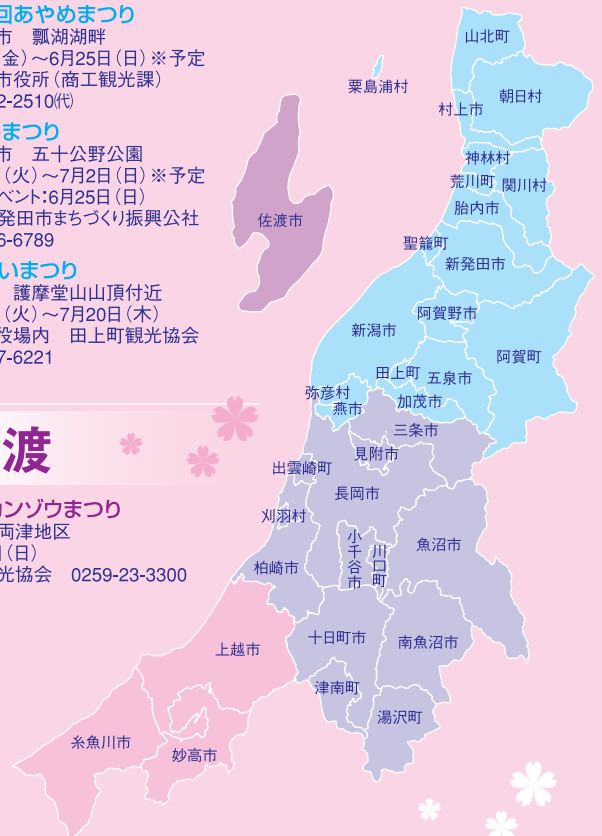 回あやめまつり
市 瓢湖湖畔
(金)～6月25日(日)※予定
市役所(商工観光課)
2-2510㈹
まつり
市 五十公野公園
(火)～7月2日(日)※予定
ベント:6月25日(日)
発田市まちづくり振興公社
6-6789
いまつり
護摩堂山山頂付近
(火)～7月20日(木)
役場内 田上町観光協会
7-6221
渡
カンゾウまつり
両津地区
(日)
光協会 0259-23-3300
山北町
粟島浦村
朝日村
村上市
神林村
荒川町
関川村
胎内市
佐渡市
聖籠町
新発田市
阿賀野市
新潟市
阿賀町
田上町
五泉市
弥彦村
燕市
加茂市
三条市
見附市
出雲崎町
長岡市
刈羽村
小千谷市
川口町
魚沼市
柏崎市
十日町市
南魚沼市
上越市
津南町
湯沢町
糸魚川市
妙高市